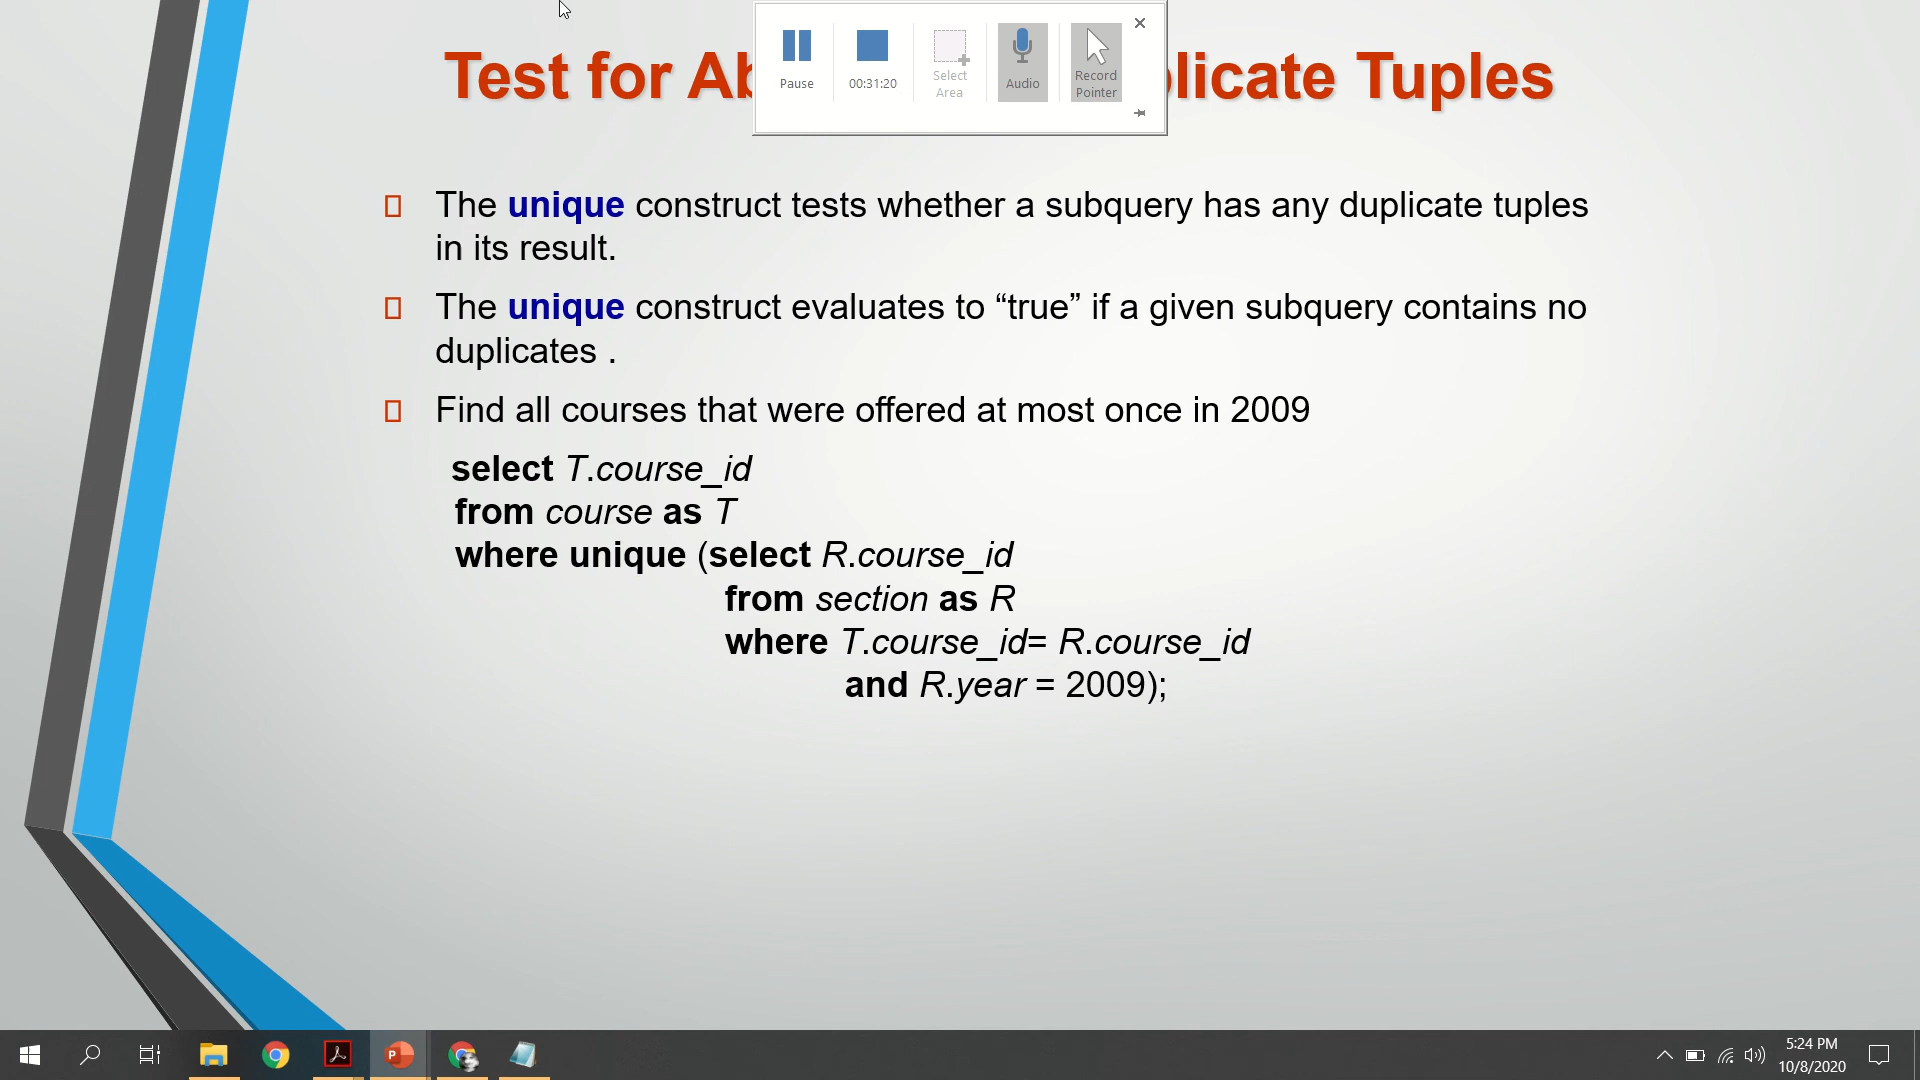 Test for Ab
licate Tuples
Pause
00:31:20
Select
Area
Audio
Record
Pointer
The unique construct tests whether a subquery has any duplicate tuples
in its result.
The unique construct evaluates to “true” if a given subquery contains no
duplicates .
Find all courses that were offered at most once in 2009
select T.course_id
from course as T
where unique (select R.course_id
from section as R
where T.course_id= R.course_id
and R.year = 2009);
5:24 PM
10/8/2020